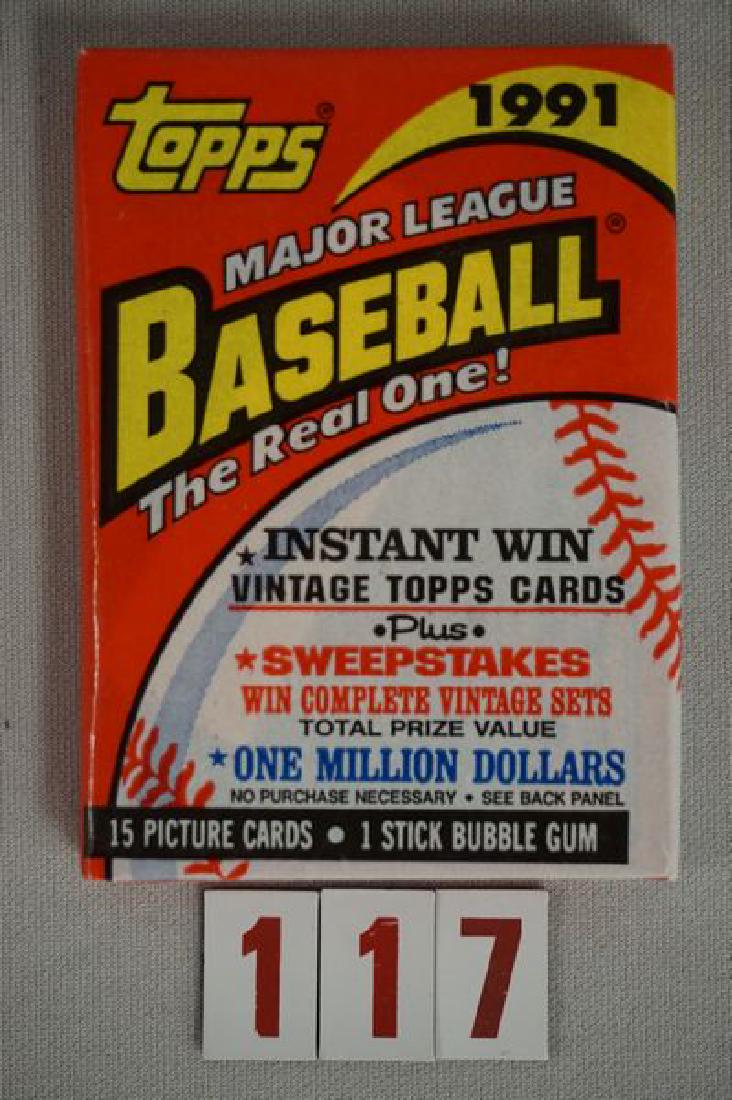 TOPPS® 1991
MAJOR LEAGUE
BASEBALL®
The Real One!
★ INSTANT WIN
VINTAGE TOPPS CARDS
•Plus•
★ SWEEPSTAKES
WIN COMPLETE VINTAGE SETS
TOTAL PRIZE VALUE
★ ONE MILLION DOLLARS
NO PURCHASE NECESSARY • SEE BACK PANEL
15 PICTURE CARDS ● 1 STICK BUBBLE GUM
117